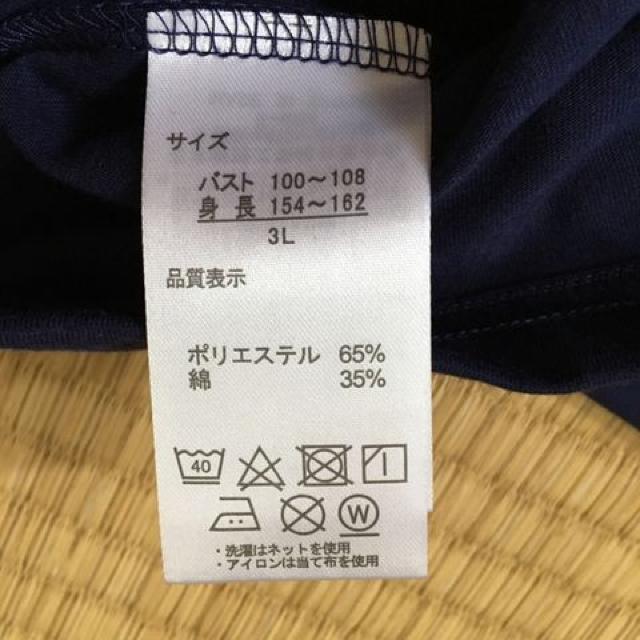 サイズ
バスト 100〜108
身長 154〜162
3L
品質表示
ポリエステル 65%
綿 35%
40
W
・洗濯はネットを使用
・アイロンは当て布を使用